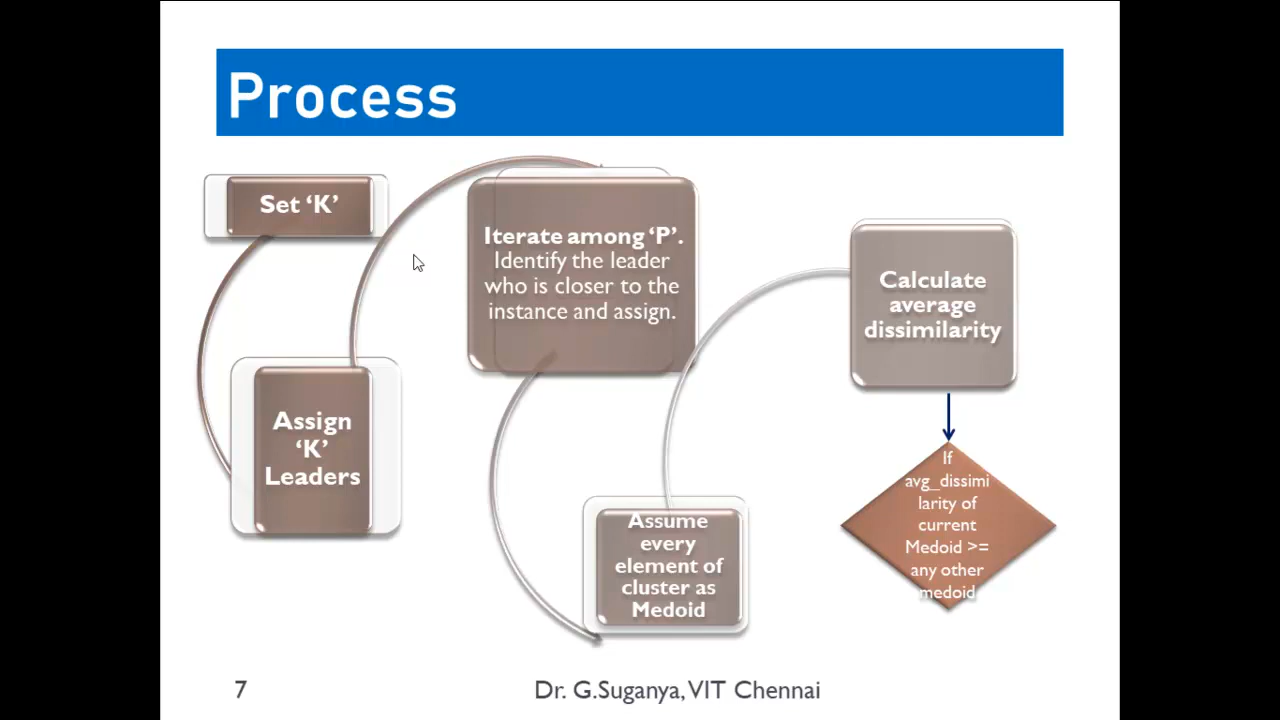 Process
Set ‘K’
Assign
‘K’
Leaders
Iterate among ‘P’.
Identify the leader
who is closer to the
instance and assign.
Assume
every
element of
cluster as
Medoid
Calculate
average
dissimilarity
If
avg_dissimi
larity of
current
Medoid >=
any other
medoid
7
Dr. G.Suganya, VIT Chennai